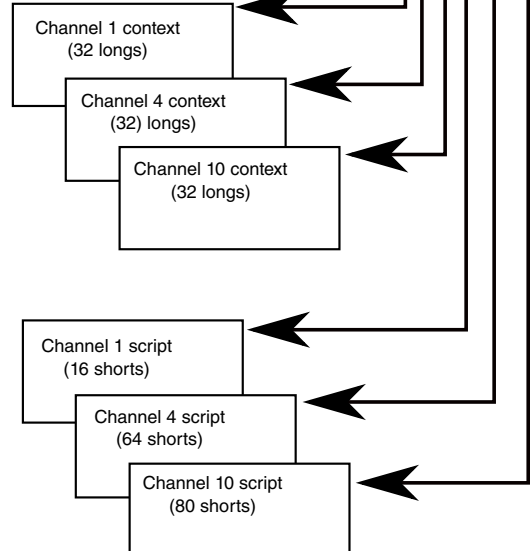 Channel 1 context
(32 longs)
Channel 4 context
(32) longs)
Channel 10 context
(32 longs)
Channel 1 script
(16 shorts)
Channel 4 script
(64 shorts)
Channel 10 script
(80 shorts)